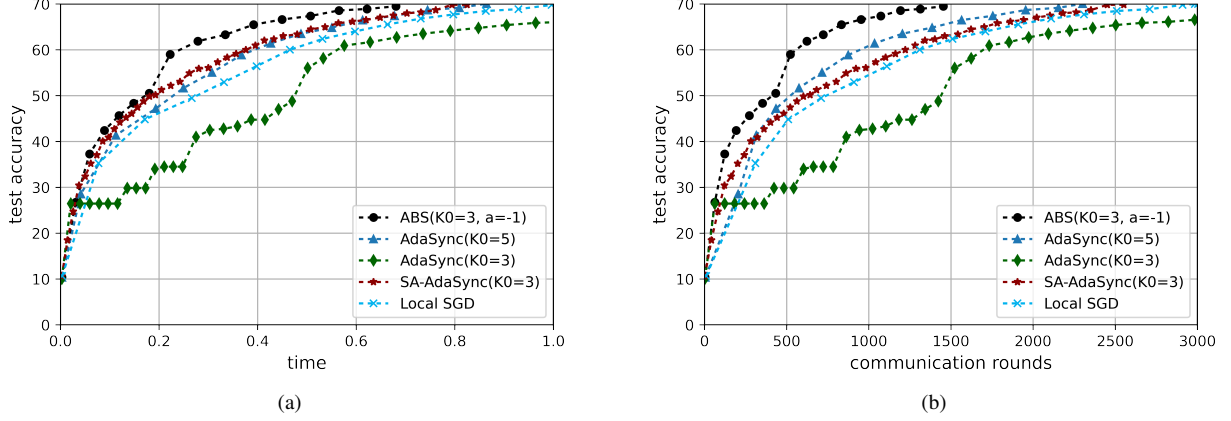 70
60
50
40
30
20
10
0
test accuracy
0.0 0.2 0.4 0.6 0.8 1.0
time
ABS(K0=3, a=-1)
AdaSync(K0=5)
AdaSync(K0=3)
SA-AdaSync(K0=3)
Local SGD
(a)
70
60
50
40
30
20
10
0
test accuracy
0 500 1000 1500 2000 2500 3000
communication rounds
ABS(K0=3, a=-1)
AdaSync(K0=5)
AdaSync(K0=3)
SA-AdaSync(K0=3)
Local SGD
(b)